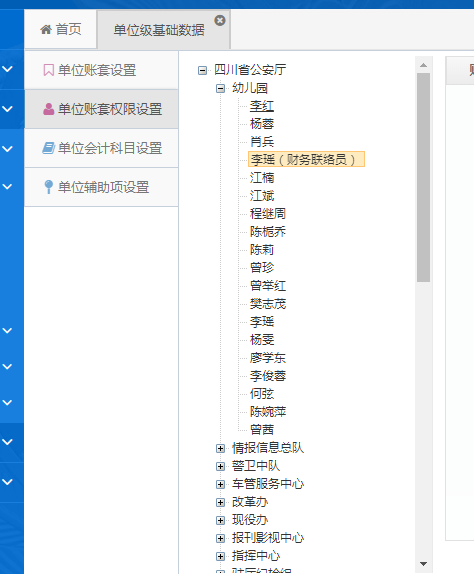 首页
单位级基础数据
单位账套设置
单位账套权限设置
单位会计科目设置
单位辅助项设置
四川省公安厅
幼儿园
李红
杨蓉
肖兵
李瑶（财务联络员）
江楠
江斌
程继周
陈栀乔
陈莉
曾珍
曾举红
樊志茂
李瑶
杨雯
廖学东
李俊蓉
何弦
陈婉萍
曾茜
情报信息总队
警卫中队
车管服务中心
改革办
现役办
报刊影视中心
指挥中心